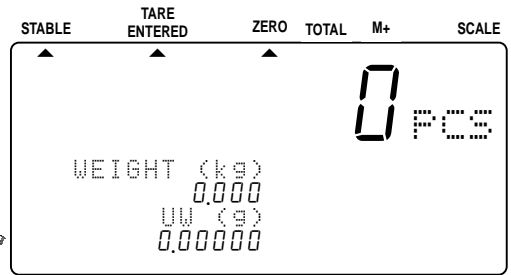 STABLE TARE ENTERED ZERO TOTAL M+ SCALE
0 PCS
WEIGHT (kg)
0.000
UW (g)
0.00000